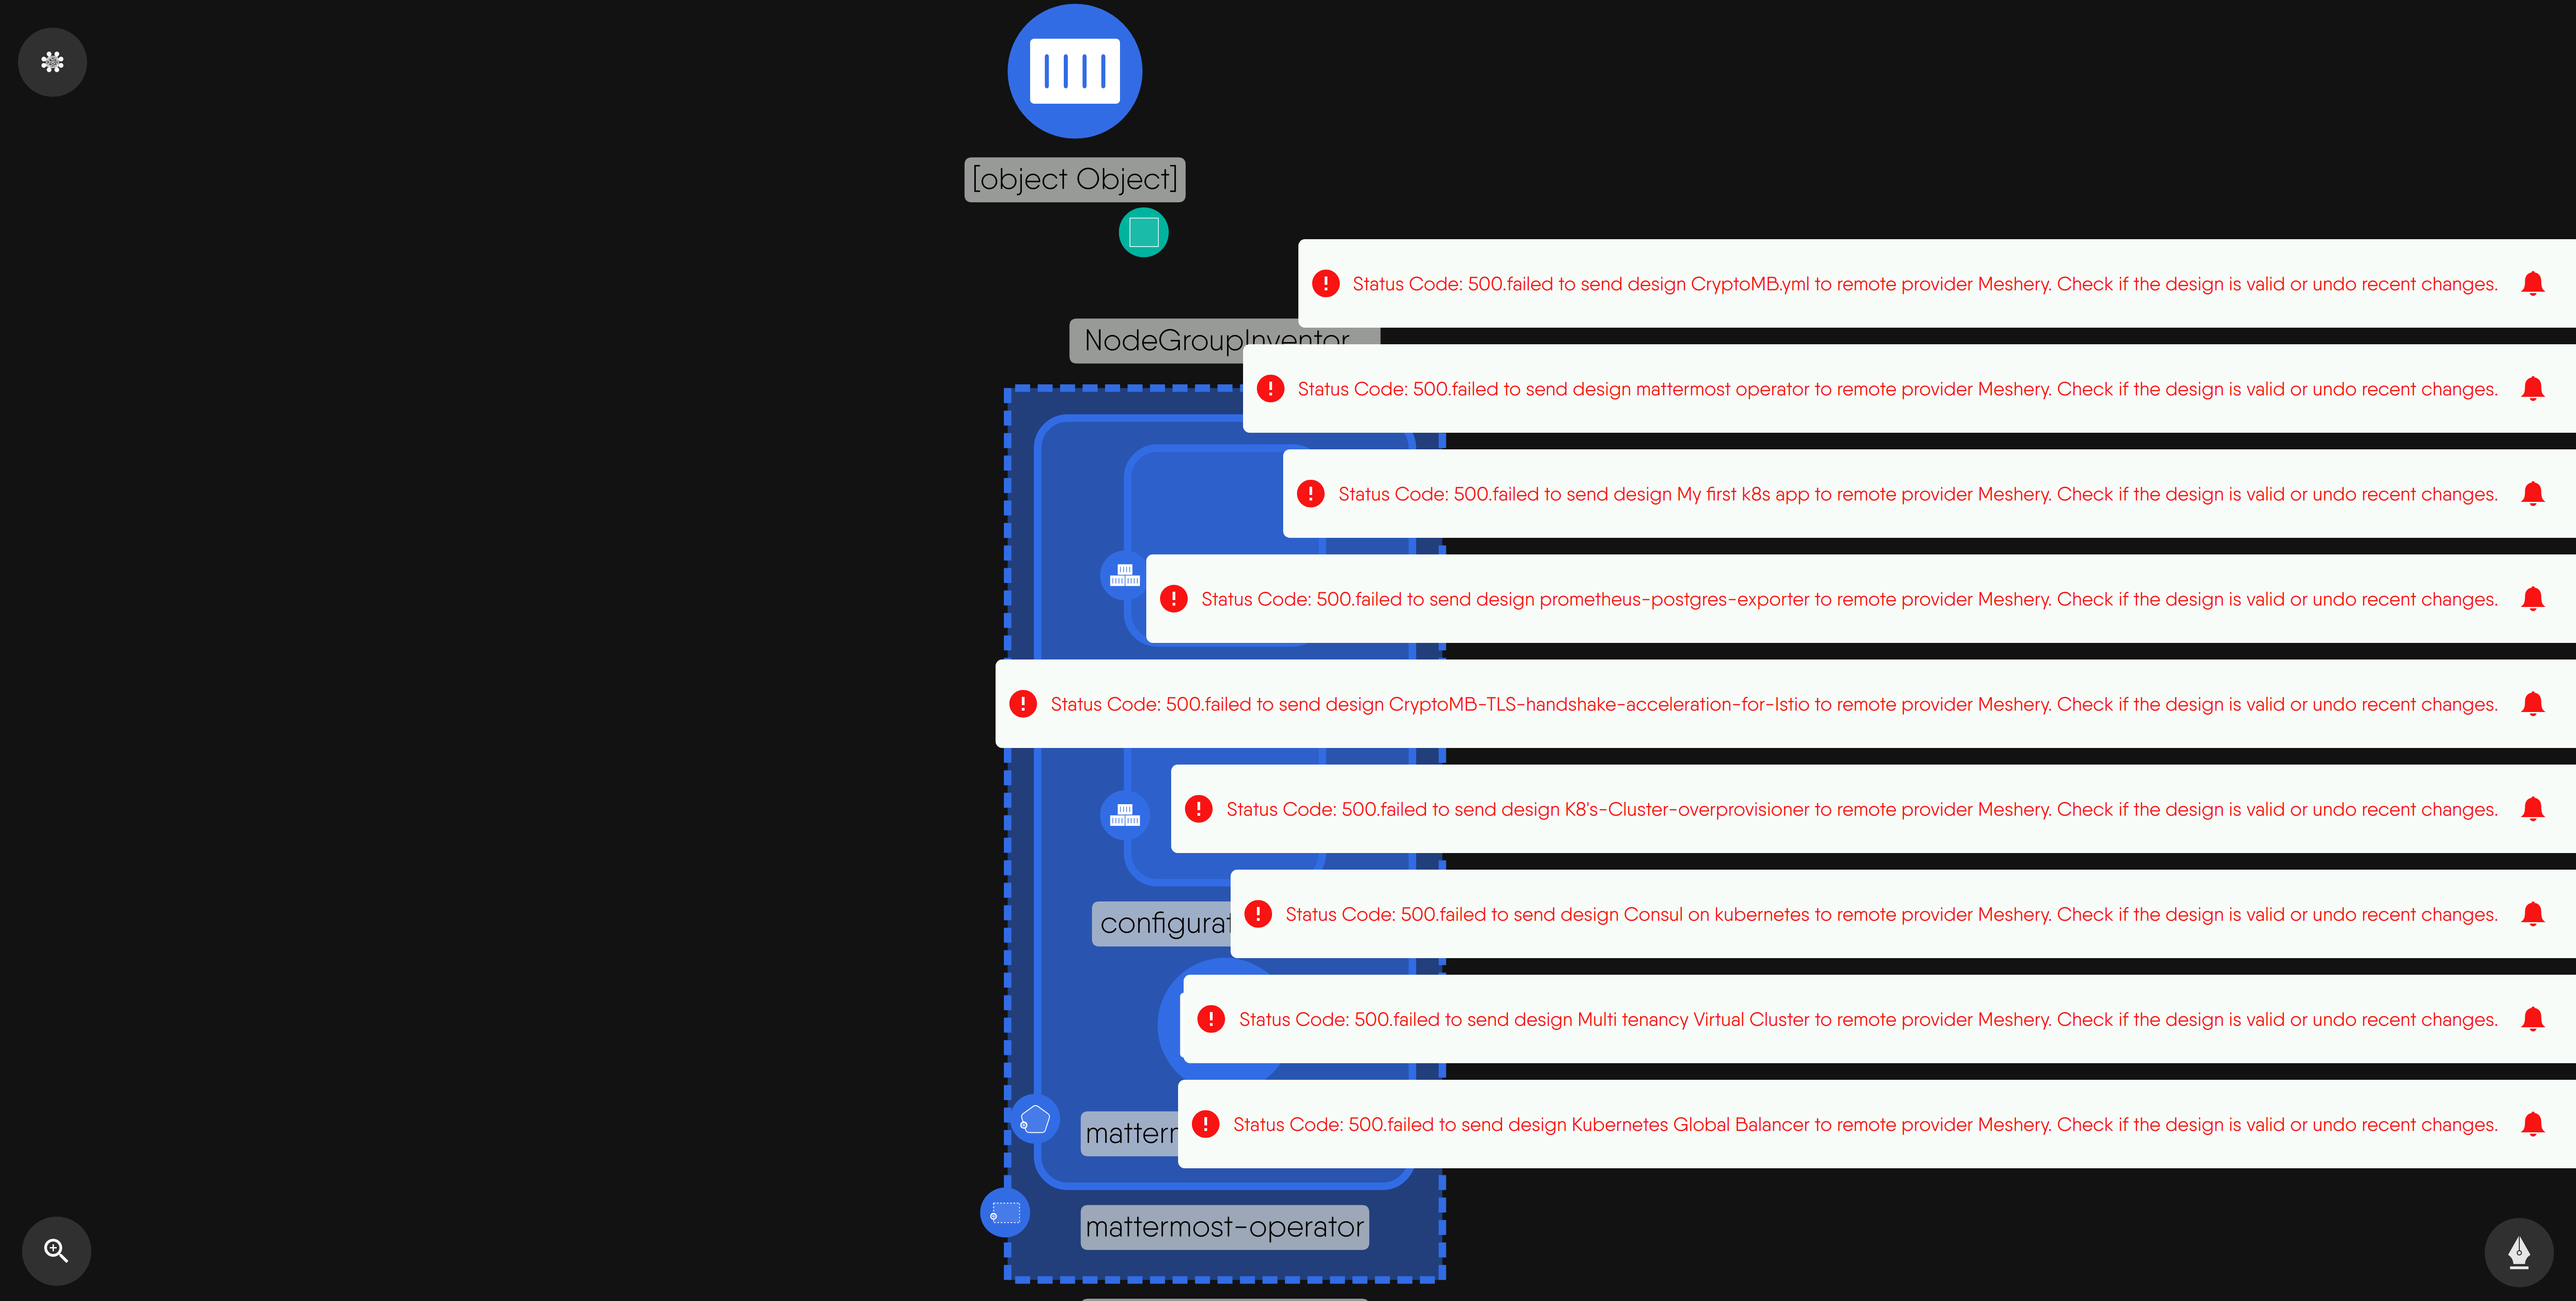 [object Object]
Status Code: 500.failed to send design CryptoMB.yml to remote provider Meshery. Check if the design is valid or undo recent changes.
NodeGroupInventor
Status Code: 500.failed to send design mattermost operator to remote provider Meshery. Check if the design is valid or undo recent changes.
Status Code: 500.failed to send design My first k8s app to remote provider Meshery. Check if the design is valid or undo recent changes.
Status Code: 500.failed to send design prometheus-postgres-exporter to remote provider Meshery. Check if the design is valid or undo recent changes.
Status Code: 500.failed to send design CryptoMB-TLS-handshake-acceleration-for-Istio to remote provider Meshery. Check if the design is valid or undo recent changes.
Status Code: 500.failed to send design K8's-Cluster-overprovisioner to remote provider Meshery. Check if the design is valid or undo recent changes.
Status Code: 500.failed to send design Consul on kubernetes to remote provider Meshery. Check if the design is valid or undo recent changes.
Status Code: 500.failed to send design Multi tenancy Virtual Cluster to remote provider Meshery. Check if the design is valid or undo recent changes.
Status Code: 500.failed to send design Kubernetes Global Balancer to remote provider Meshery. Check if the design is valid or undo recent changes.
mattermost-operator